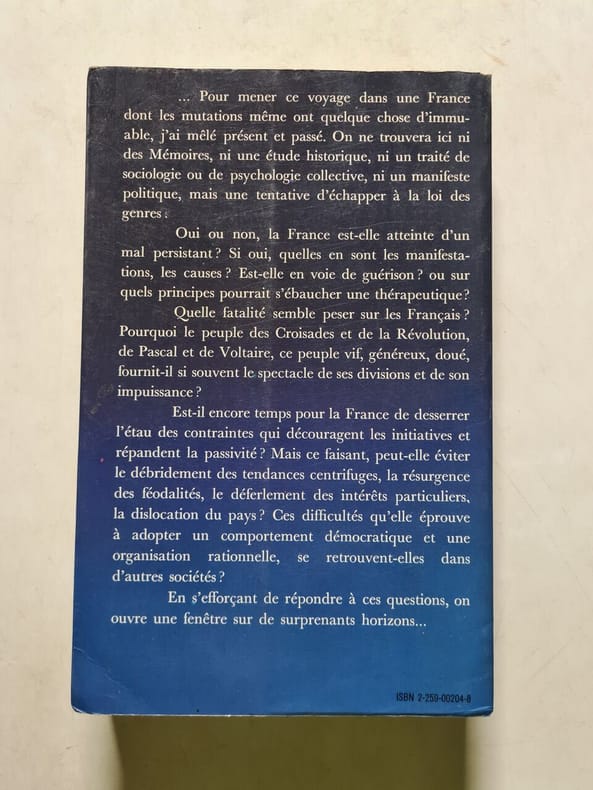 ... Pour mener ce voyage dans une France
dont les mutations même ont quelque chose d'immu-
able, j'ai mêlé présent et passé. On ne trouvera ici ni
des Mémoires, ni une étude historique, ni un traité de
sociologie ou de psychologie collective, ni un manifeste
politique, mais une tentative d'échapper à la loi des
genres.
Oui ou non, la France est-elle atteinte d'un
mal persistant ? Si oui, quelles en sont les manifesta-
tions, les causes ? Est-elle en voie de guérison ? ou sur
quels principes pourrait s'ébaucher une thérapeutique ?
Quelle fatalité semble peser sur les Français ?
Pourquoi le peuple des Croisades et de la Révolution,
de Pascal et de Voltaire, ce peuple vif, généreux, doué,
fournit-il si souvent le spectacle de ses divisions et de son
impuissance ?
Est-il encore temps pour la France de desserrer
l'étau des contraintes qui découragent les initiatives et
répandent la passivité ? Mais ce faisant, peut-elle éviter
le débridement des tendances centrifuges, la résurgence
des féodalités, le déferlement des intérêts particuliers,
la dislocation du pays ? Ces difficultés qu'elle éprouve
à adopter un comportement démocratique et une
organisation rationnelle, se retrouvent-elles dans
d'autres sociétés ?
En s'efforçant de répondre à ces questions, on
ouvre une fenêtre sur de surprenants horizons...
ISBN 2-259-00204-8